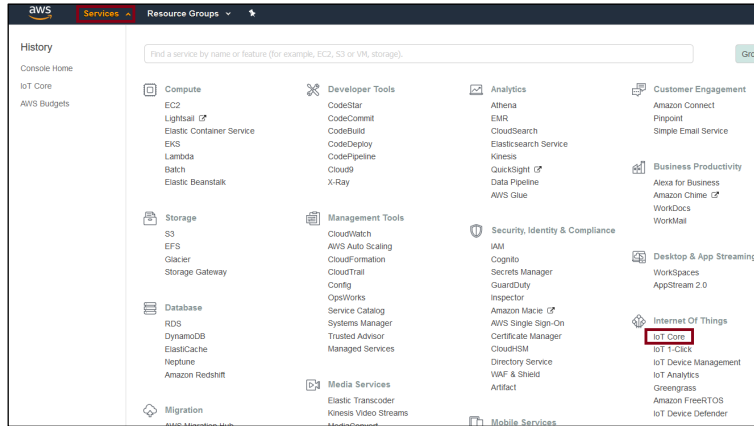 aws
Services
Resource Groups
History
Console Home
IoT Core
AWS Budgets
Find a service by name or feature (for example, EC2, S3 or VM, storage).
Compute
EC2
Lightsail
Elastic Container Service
EKS
Lambda
Batch
Elastic Beanstalk
Storage
S3
EFS
Glacier
Storage Gateway
Database
RDS
DynamoDB
ElastiCache
Neptune
Amazon Redshift
Migration
AWS Migration Hub
Developer Tools
CodeStar
CodeCommit
CodeBuild
CodeDeploy
CodePipeline
Cloud9
X-Ray
Management Tools
CloudWatch
AWS Auto Scaling
CloudFormation
CloudTrail
Config
OpsWorks
Service Catalog
Systems Manager
Trusted Advisor
Managed Services
Media Services
Elastic Transcoder
Kinesis Video Streams
MediaConvert
Analytics
Athena
EMR
CloudSearch
Elasticsearch Service
Kinesis
QuickSight
Data Pipeline
AWS Glue
Security, Identity & Compliance
IAM
Cognito
Secrets Manager
GuardDuty
Inspector
Amazon Macie
AWS Single Sign-On
Certificate Manager
CloudHSM
Directory Service
WAF & Shield
Artifact
Mobile Services
Customer Engagement
Amazon Connect
Pinpoint
Simple Email Service
Business Productivity
Alexa for Business
Amazon Chime
WorkDocs
WorkMail
Desktop & App Streaming
WorkSpaces
AppStream 2.0
Internet Of Things
IoT Core
IoT 1-Click
IoT Device Management
IoT Analytics
Greengrass
Amazon FreeRTOS
IoT Device Defender